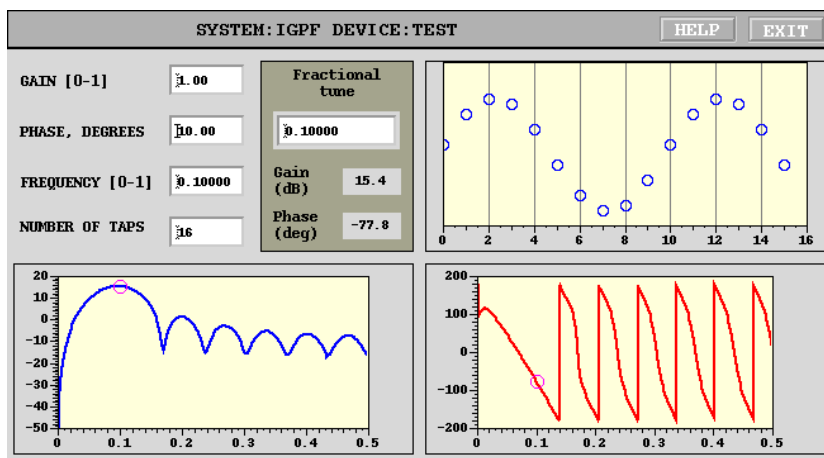 SYSTEM:IGPF DEVICE:TEST
HELP
EXIT
GAIN [0-1]
1.00
PHASE, DEGREES
10.00
FREQUENCY [0-1]
0.10000
NUMBER OF TAPS
16
Fractional
tune
0.10000
Gain
(dB)
15.4
Phase
(deg)
-77.8
0 2 4 6 8 10 12 14 16
20
10
0
-10
-20
-30
-40
-50
0 0.1 0.2 0.3 0.4 0.5
200
100
0
-100
-200
0 0.1 0.2 0.3 0.4 0.5